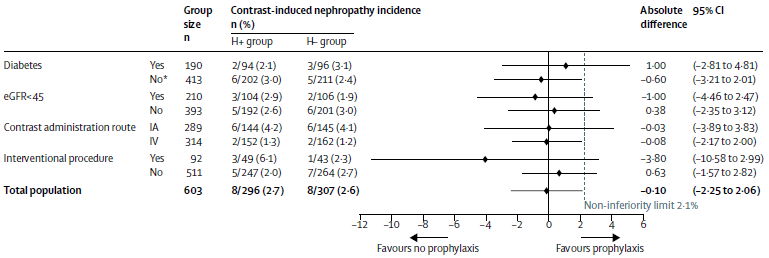 Group size n Contrast-induced nephropathy incidence n (%) Absolute difference 95% CI
H+ group H– group
Diabetes Yes 190 2/94 (2·1) 3/96 (3·1) 1·00 (−2·81 to 4·81)
No* 413 6/202 (3·0) 5/211 (2·4) −0·60 (−3·21 to 2·01)
eGFR<45 Yes 210 3/104 (2·9) 2/106 (1·9) −1·00 (−4·46 to 2·47)
No 393 5/192 (2·6) 6/201 (3·0) 0·38 (−2·35 to 3·12)
Contrast administration route IA 289 6/144 (4·2) 6/145 (4·1) −0·03 (−3·89 to 3·83)
IV 314 2/152 (1·3) 2/162 (1·2) −0·08 (−2·17 to 2·00)
Interventional procedure Yes 92 3/49 (6·1) 1/43 (2·3) −3·80 (−10·58 to 2·99)
No 511 5/247 (2·0) 7/264 (2·7) 0·63 (−1·57 to 2·82)
Total population 603 8/296 (2·7) 8/307 (2·6) −0·10 (−2·25 to 2·06)
Non-inferiority limit 2·1%
−12 −10 −8 −6 −4 −2 0 2 4 6
Favours no prophylaxis Favours prophylaxis